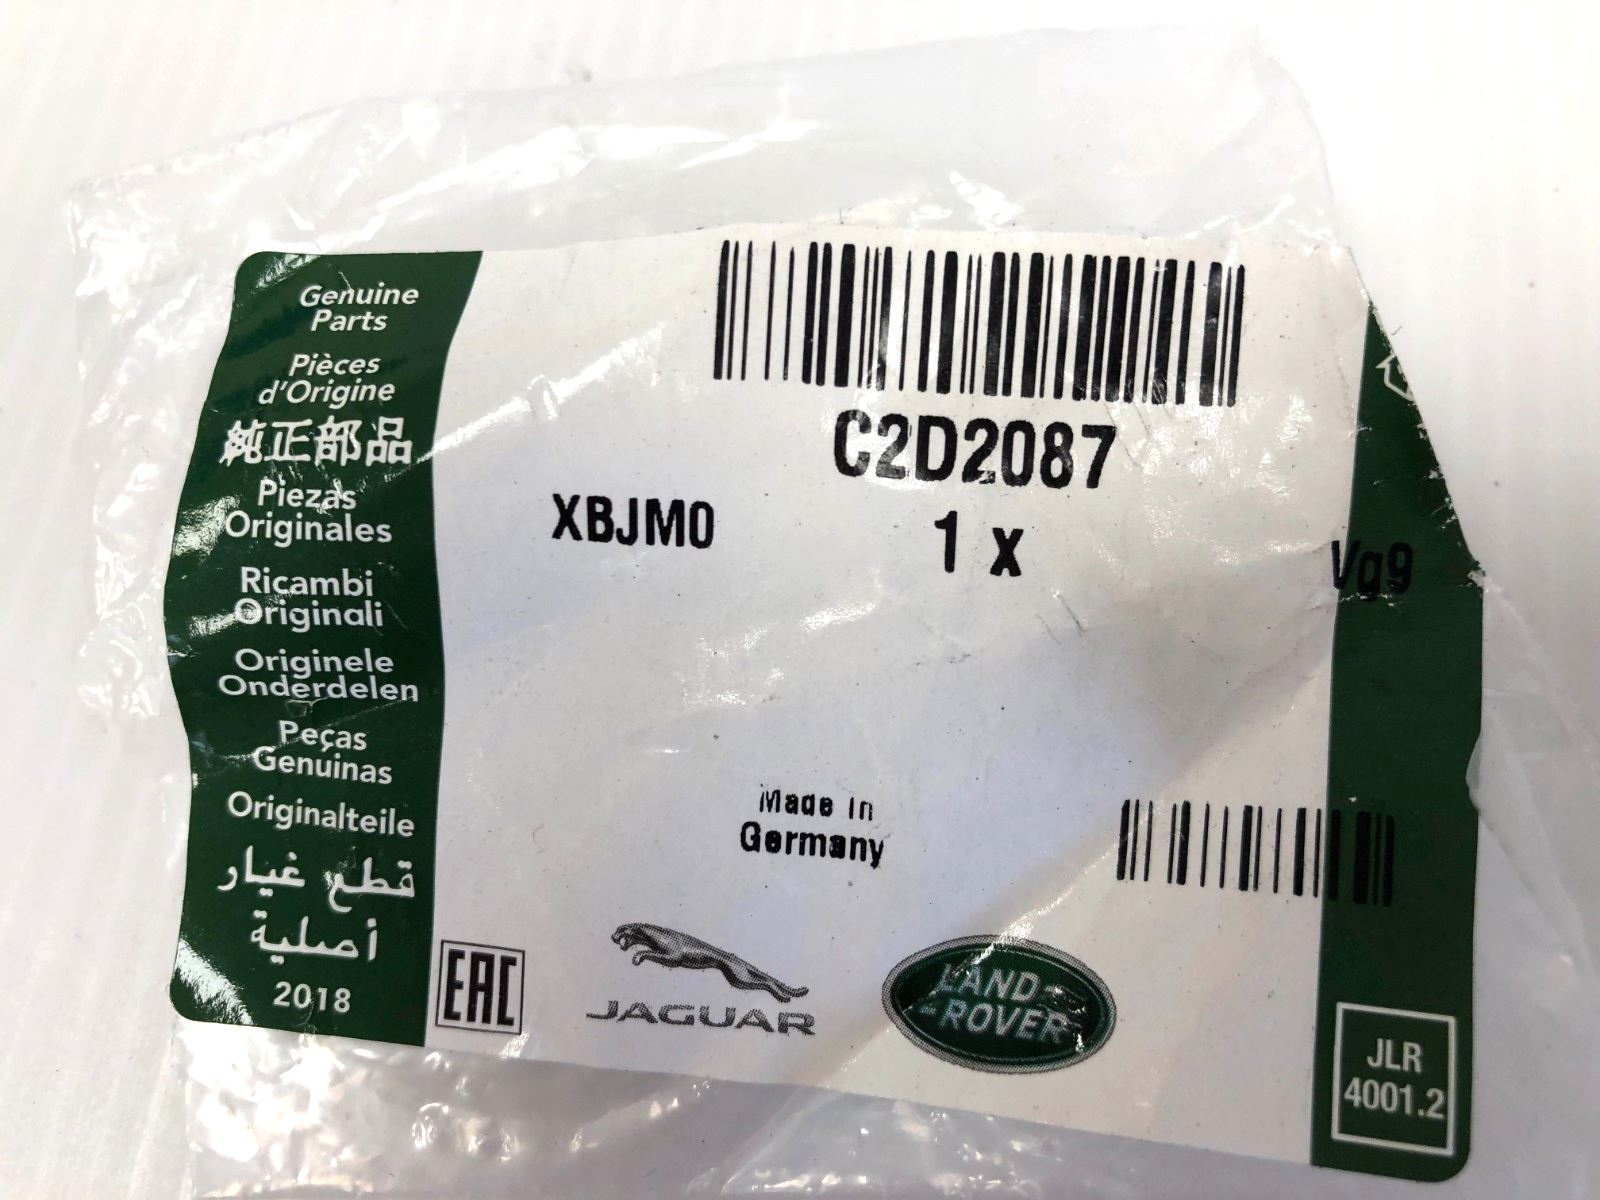 Genuine
Parts
Pièces
d'Origine
純正部品
Piezas
Originales
Ricambi
Originali
Originele
Onderdelen
Peças
Genuinas
Originalteile
قطع غيار
أصلية
2018
C2D2087
XBJM0 1 x Vg9
Made in
Germany
EAC
JAGUAR
LAND
ROVER
JLR
4001.2